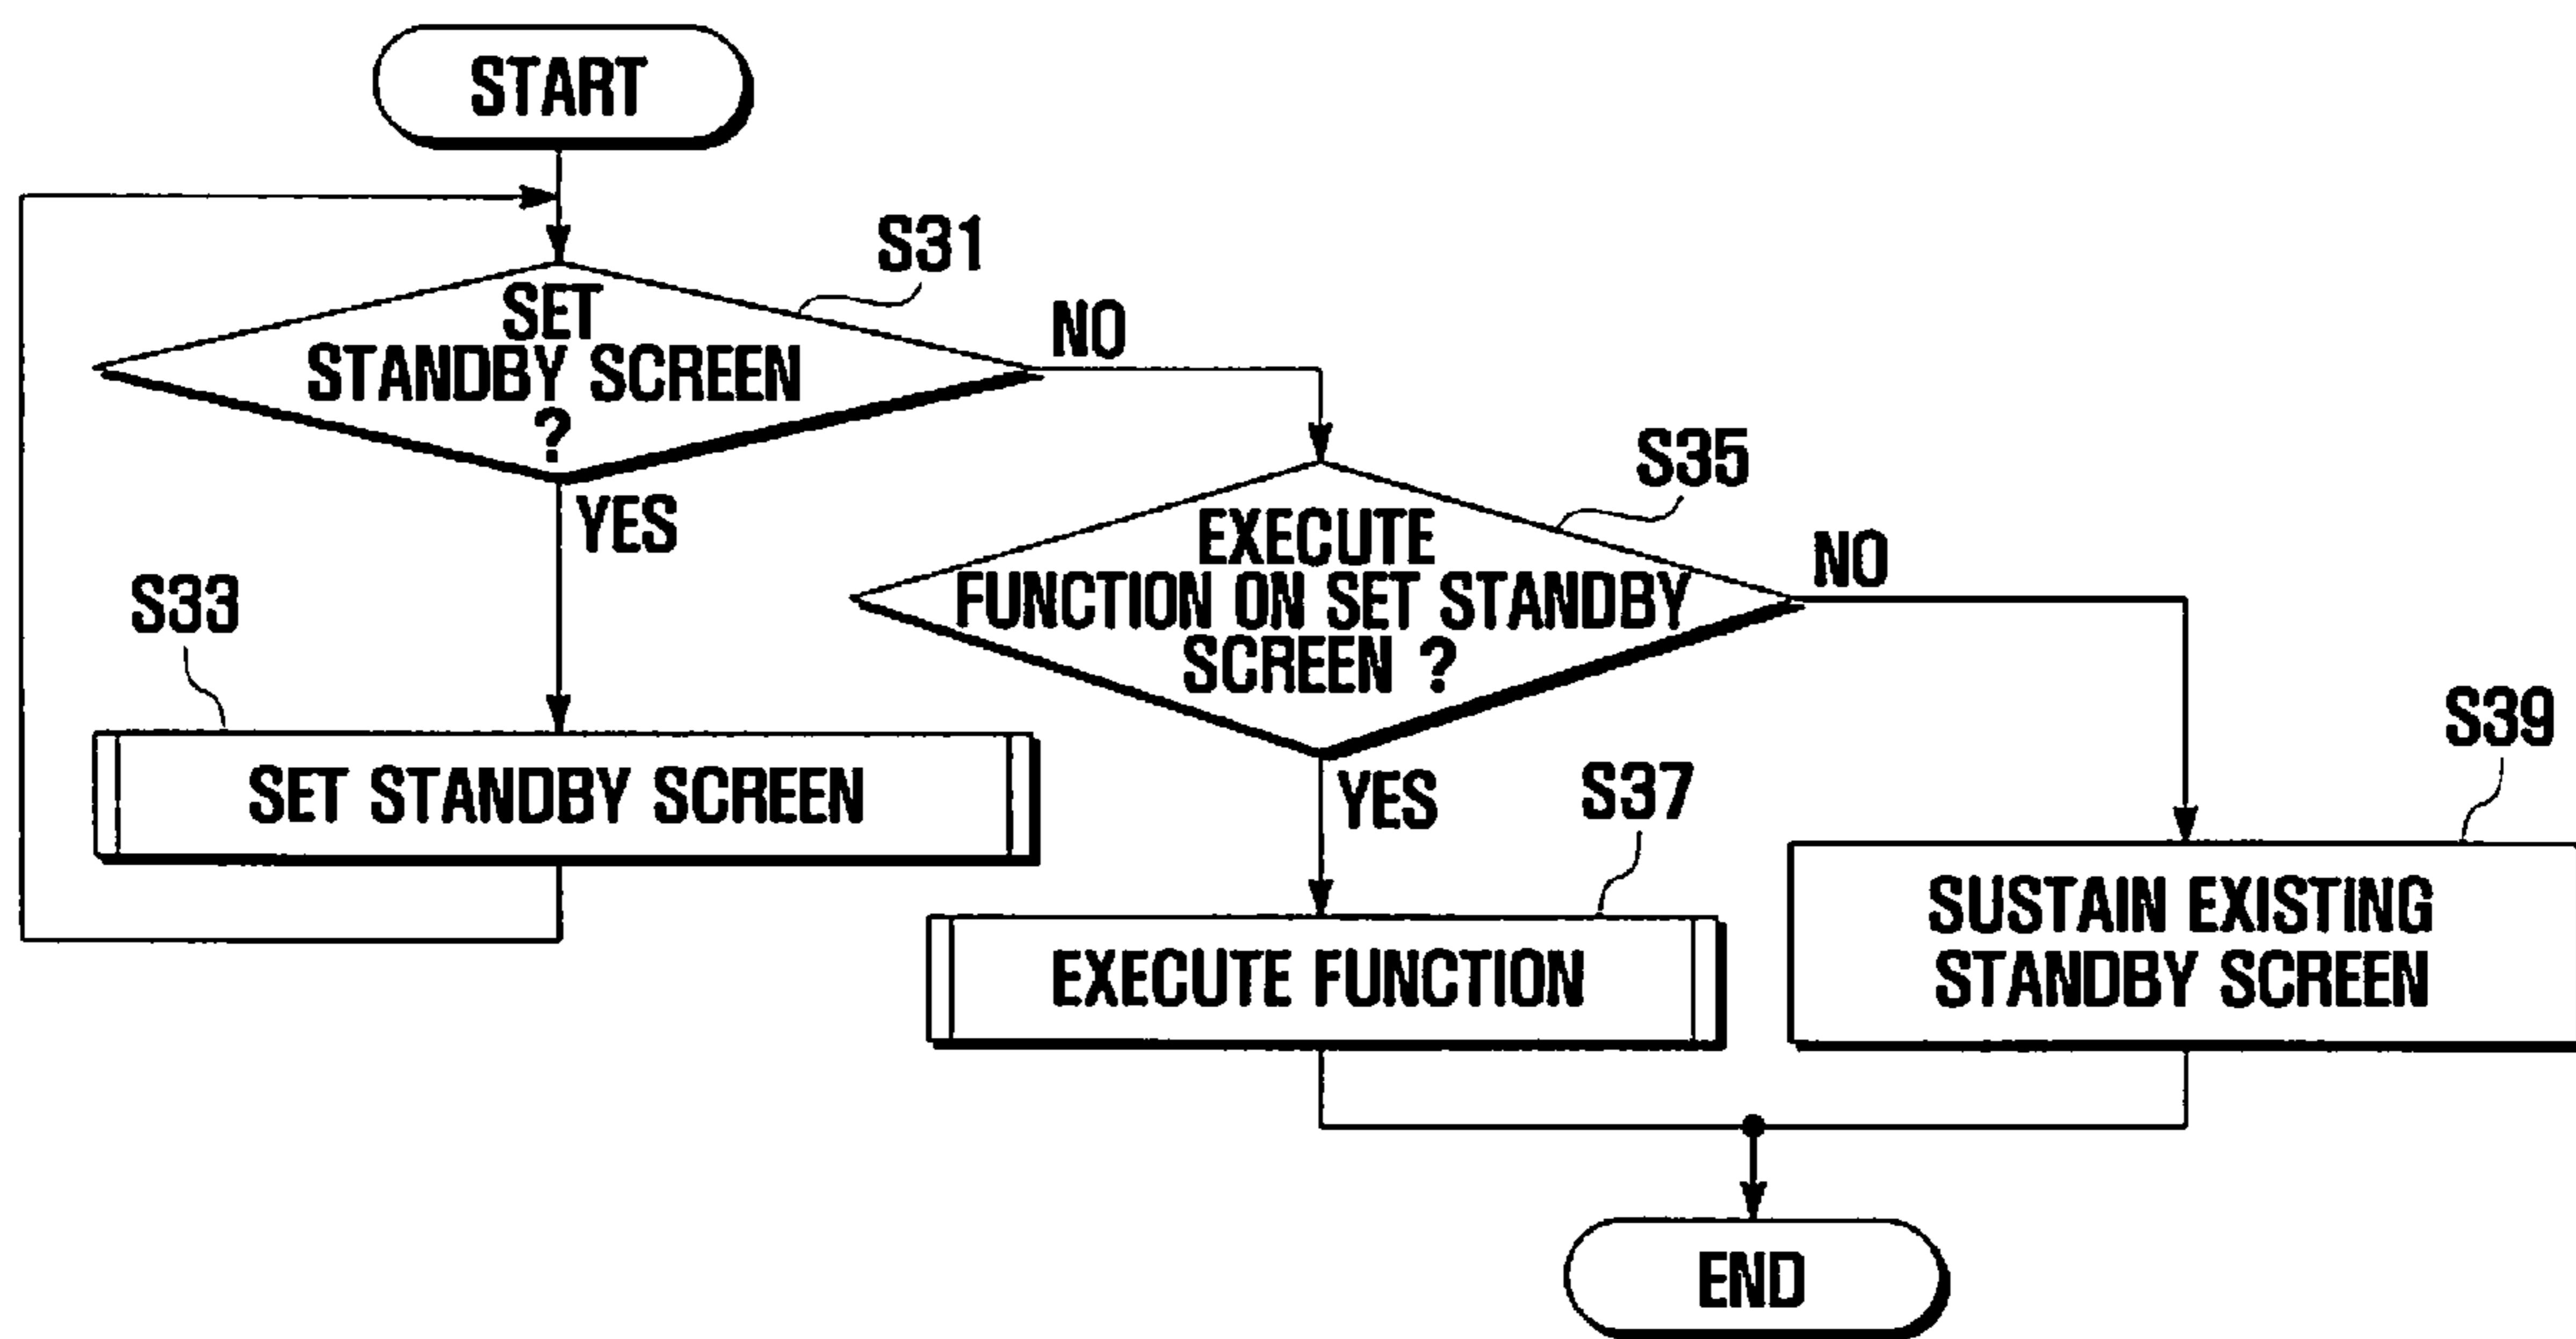 START
S31
SET
STANDBY SCREEN
?
NO
YES
S35
EXECUTE
FUNCTION ON SET STANDBY
SCREEN ?
NO
YES
S33
SET STANDBY SCREEN
S37
EXECUTE FUNCTION
S39
SUSTAIN EXISTING
STANDBY SCREEN
END